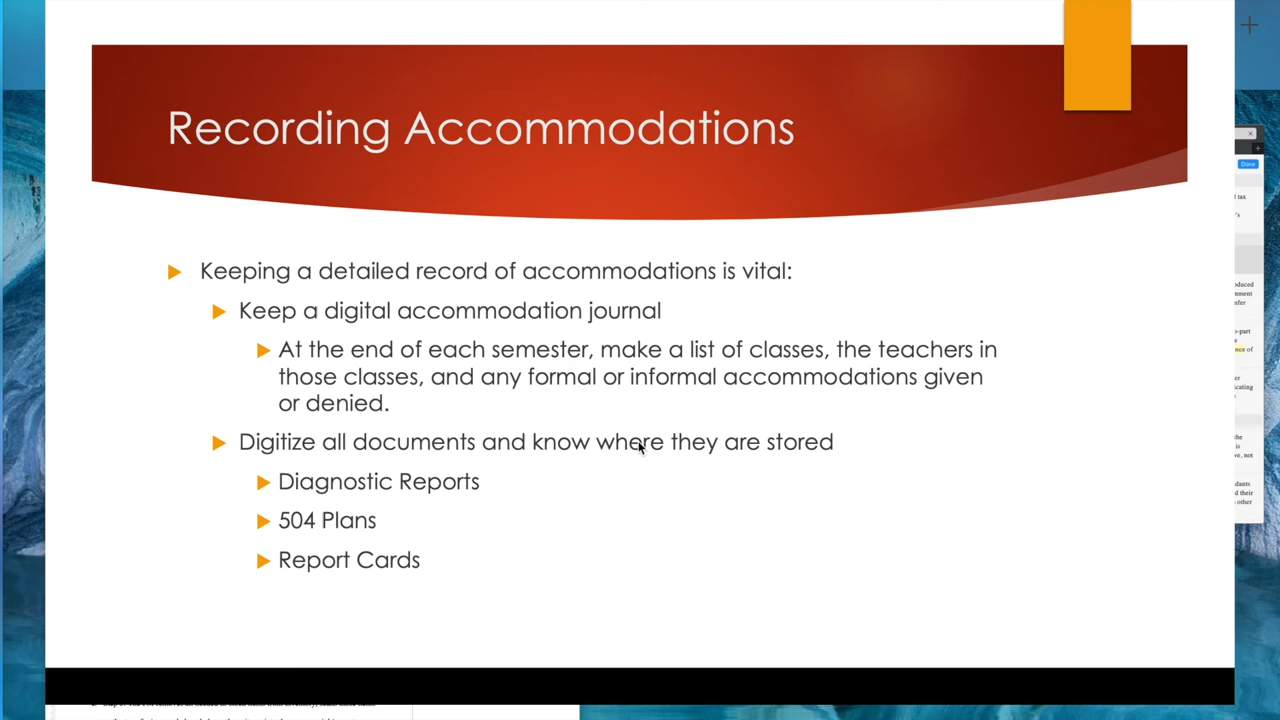 Recording Accommodations
Keeping a detailed record of accommodations is vital:
Keep a digital accommodation journal
At the end of each semester, make a list of classes, the teachers in
those classes, and any formal or informal accommodations given
or denied.
Digitize all documents and know where they are stored
Diagnostic Reports
504 Plans
Report Cards
Done